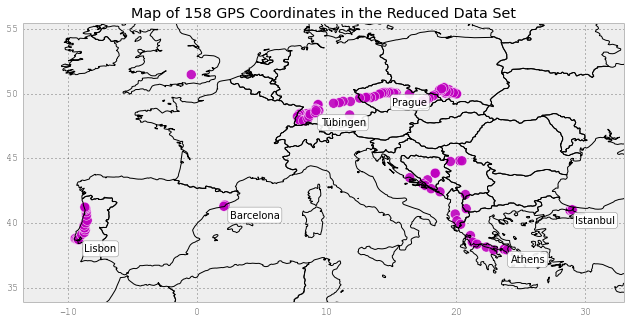 Map of 158 GPS Coordinates in the Reduced Data Set
55
50
45
40
35
Prague
Tübingen
Barcelona
Istanbul
Lisbon
Athens
−10
0
10
20
30